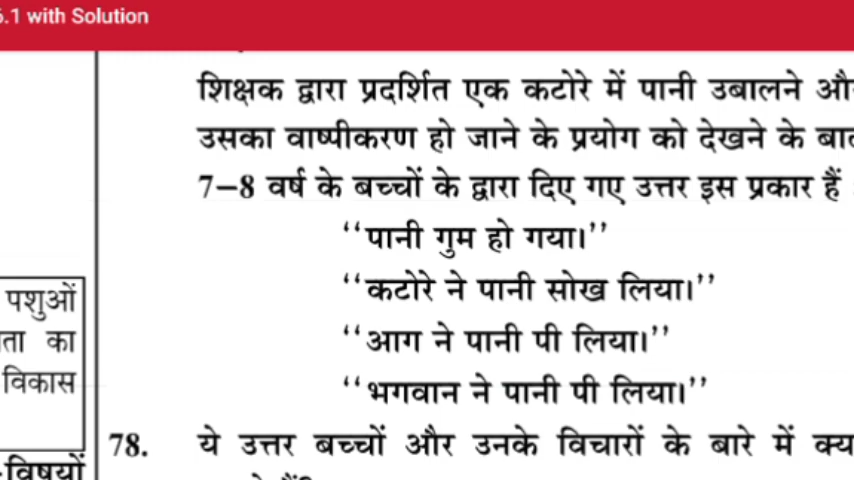 6.1 with Solution
शिक्षक द्वारा प्रदर्शित एक कटोरे में पानी उबालने
उसका वाष्पीकरण हो जाने के प्रयोग को देखने के
7–8 वर्ष के बच्चों के द्वारा दिए गए उत्तर इस प्रकार हैं
‘‘पानी गुम हो गया।’’
‘‘कटोरे ने पानी सोख लिया।’’
‘‘आग ने पानी पी लिया।’’
‘‘भगवान ने पानी पी लिया।’’
78. ये उत्तर बच्चों और उनके विचारों के बारे में
पशुओं
का
विकास